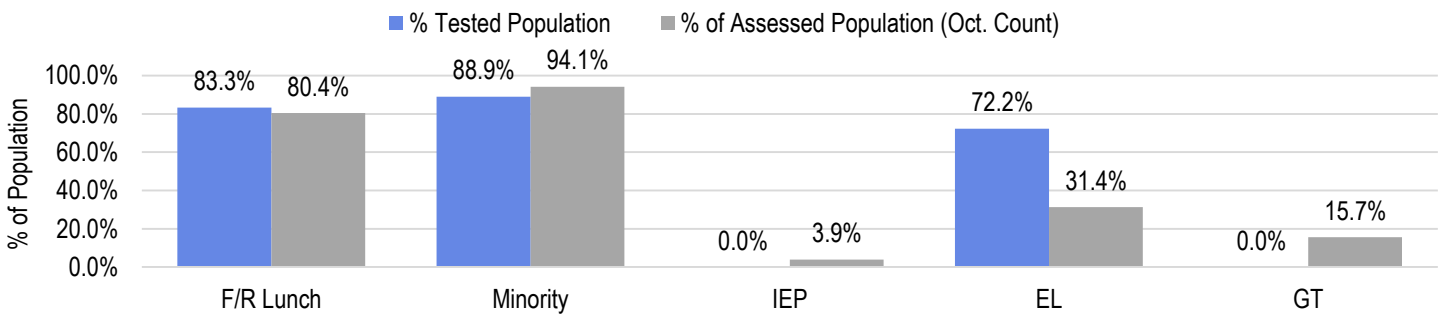 % Tested Population % of Assessed Population (Oct. Count)
% of Population
100.0%
80.0%
60.0%
40.0%
20.0%
0.0%
83.3% 80.4% 88.9% 94.1% 0.0% 3.9% 72.2% 31.4% 0.0% 15.7%
F/R Lunch Minority IEP EL GT